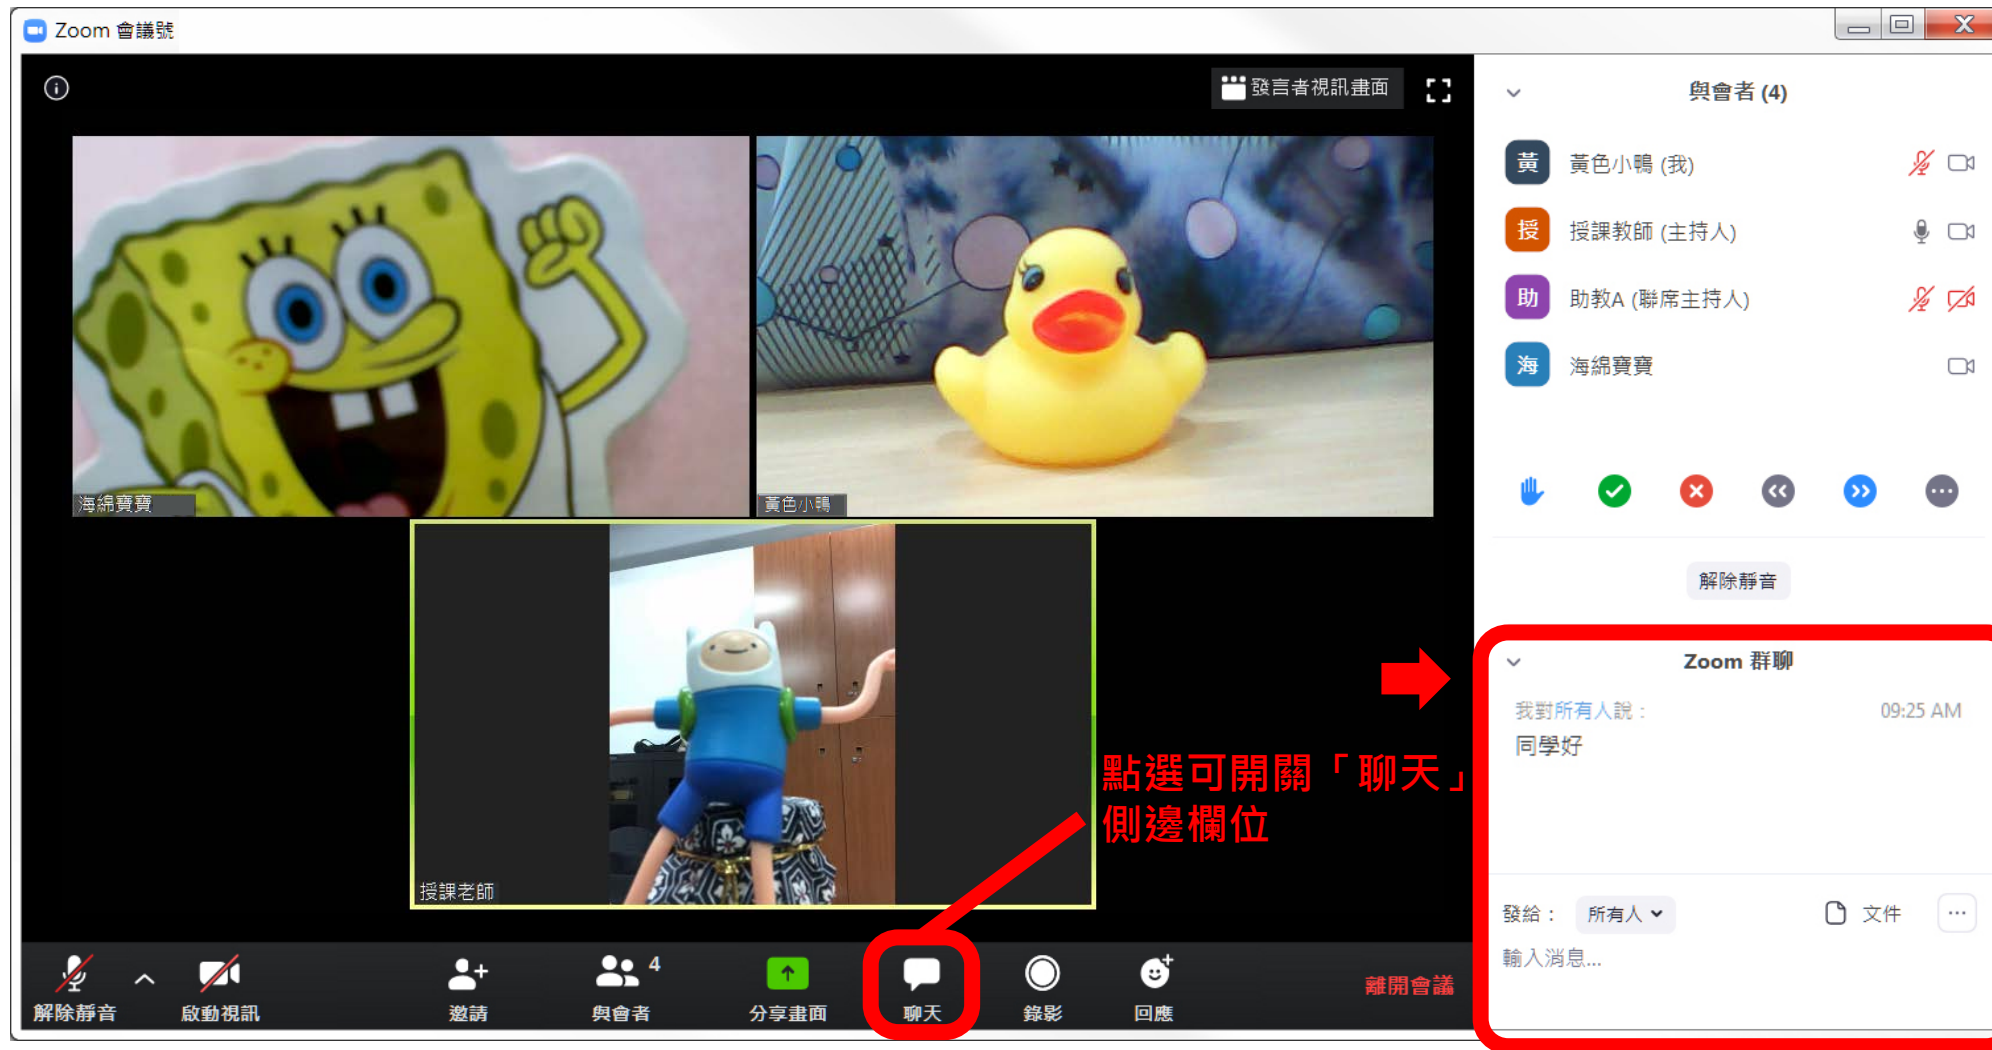 Zoom 會議號
發言者視訊畫面
海綿寶寶
黃色小鴨
授課老師
點選可開關「聊天」
側邊欄位
解除靜音
啟動視訊
邀請
4
與會者
分享畫面
聊天
錄影
回應
離開會議
與會者 (4)
黃 黃色小鴨 (我)
授 授課教師 (主持人)
助 助教A (聯席主持人)
海 海綿寶寶
解除靜音
Zoom 群聊
我對所有人說： 09:25 AM
同學好
發給： 所有人 文件
輸入消息...